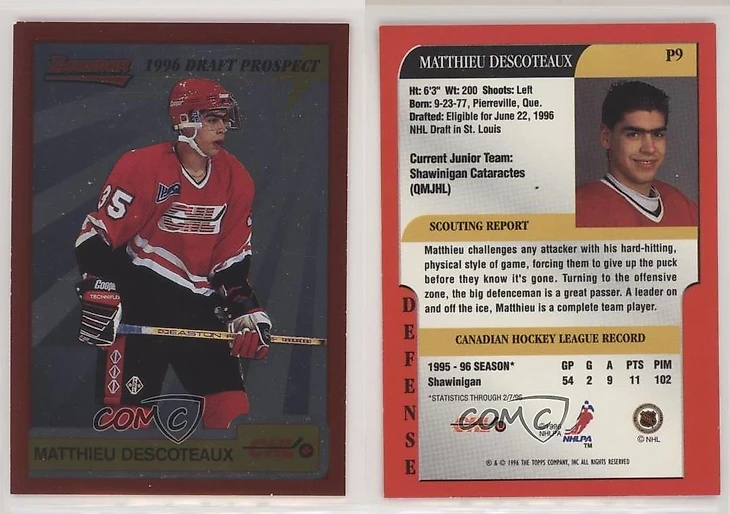 Bowman
1996 DRAFT PROSPECT
35
CHL
Cooper
TECHNIFLEX
EASTON
COMC
MATTHIEU DESCOTEAUX
CHL
MATTHIEU DESCOTEAUX
P9
Ht: 6'3" Wt: 200 Shoots: Left
Born: 9-23-77, Pierreville, Que.
Drafted: Eligible for June 22, 1996
NHL Draft in St. Louis
Current Junior Team:
Shawinigan Cataractes
(QMJHL)
SCOUTING REPORT
Matthieu challenges any attacker with his hard-hitting,
physical style of game, forcing them to give up the puck
before they know it's gone. Turning to the offensive
zone, the big defenceman is a great passer. A leader on
and off the ice, Matthieu is a complete team player.
DEFENSE
CANADIAN HOCKEY LEAGUE RECORD
1995 - 96 SEASON* GP G A PTS PIM
Shawinigan 54 2 9 11 102
*STATISTICS THROUGH 2/7/96
COMC
CHL
© 1996
NHLPA
NHLPA
TM
© NHL
® & © 1996 THE TOPPS COMPANY, INC ALL RIGHTS RESERVED